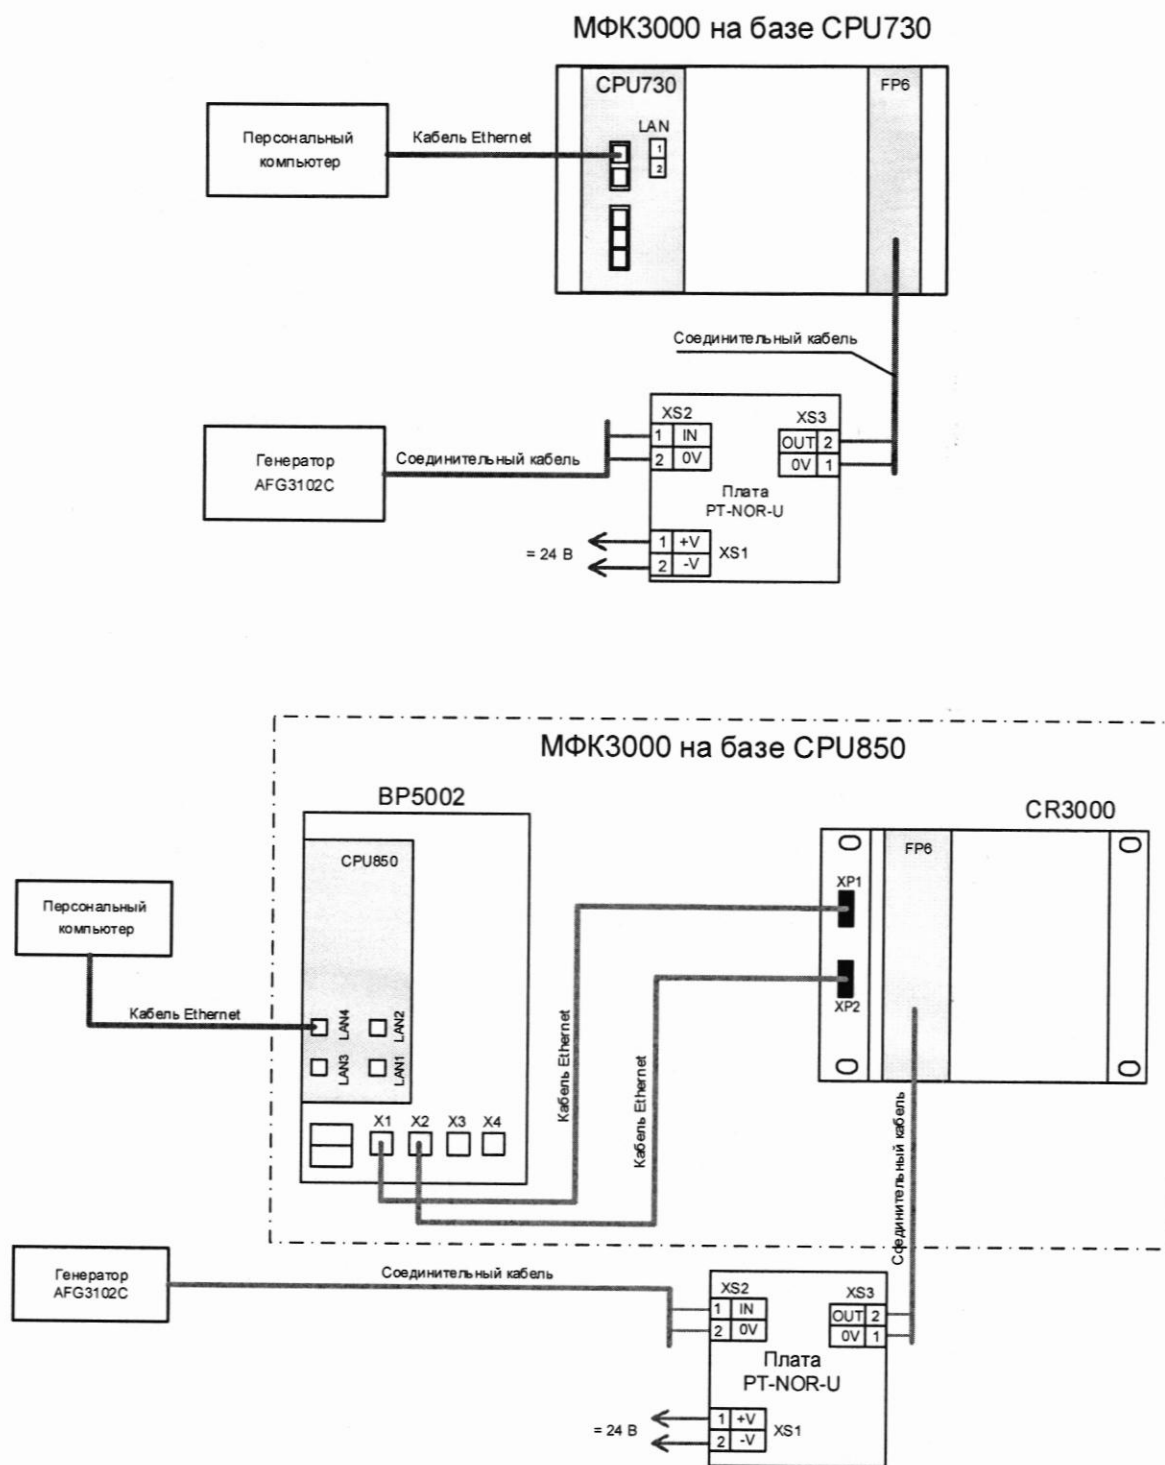 МФК3000 на базе CPU730
CPU730
FP6
LAN
1
2
Персональный
компьютер
Кабель Ethernet
Соединительный кабель
XS2
XS3
1 IN
OUT 2
2 0V
0V 1
Генератор
AFG3102C
Соединительный кабель
Плата
PT-NOR-U
= 24 В
1 +V
2 -V
XS1
МФК3000 на базе CPU850
BP5002
CR3000
CPU850
FP6
XP1
XP2
Персональный
компьютер
Кабель Ethernet
LAN4
LAN2
LAN3
LAN1
X1
X2
X3
X4
Кабель Ethernet
Кабель Ethernet
Соединительный кабель
Генератор
AFG3102C
Соединительный кабель
XS2
XS3
1 IN
OUT 2
2 0V
0V 1
Плата
PT-NOR-U
= 24 В
1 +V
2 -V
XS1